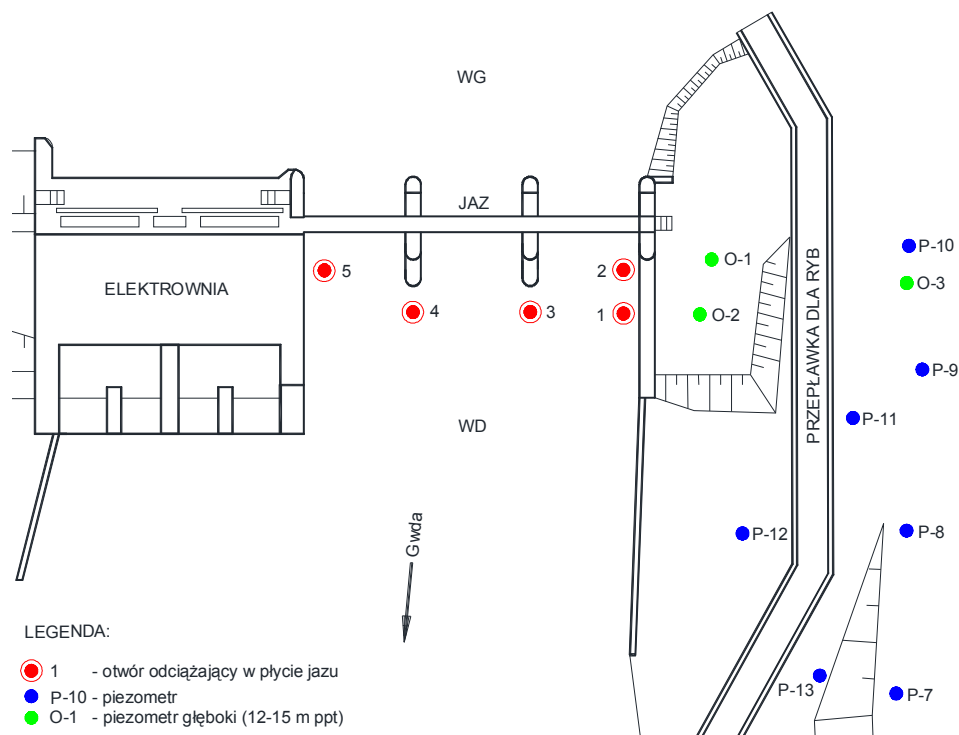 WG
JAZ
ELEKTROWNIA
5
4
3
2
1
O-1
O-2
PRZEPŁAWKA DLA RYB
P-10
O-3
P-9
P-11
WD
P-12
P-8
Gwda
P-13
P-7
LEGENDA:
1 - otwór odciążający w płycie jazu
P-10 - piezometr
O-1 - piezometr głęboki (12-15 m ppt)